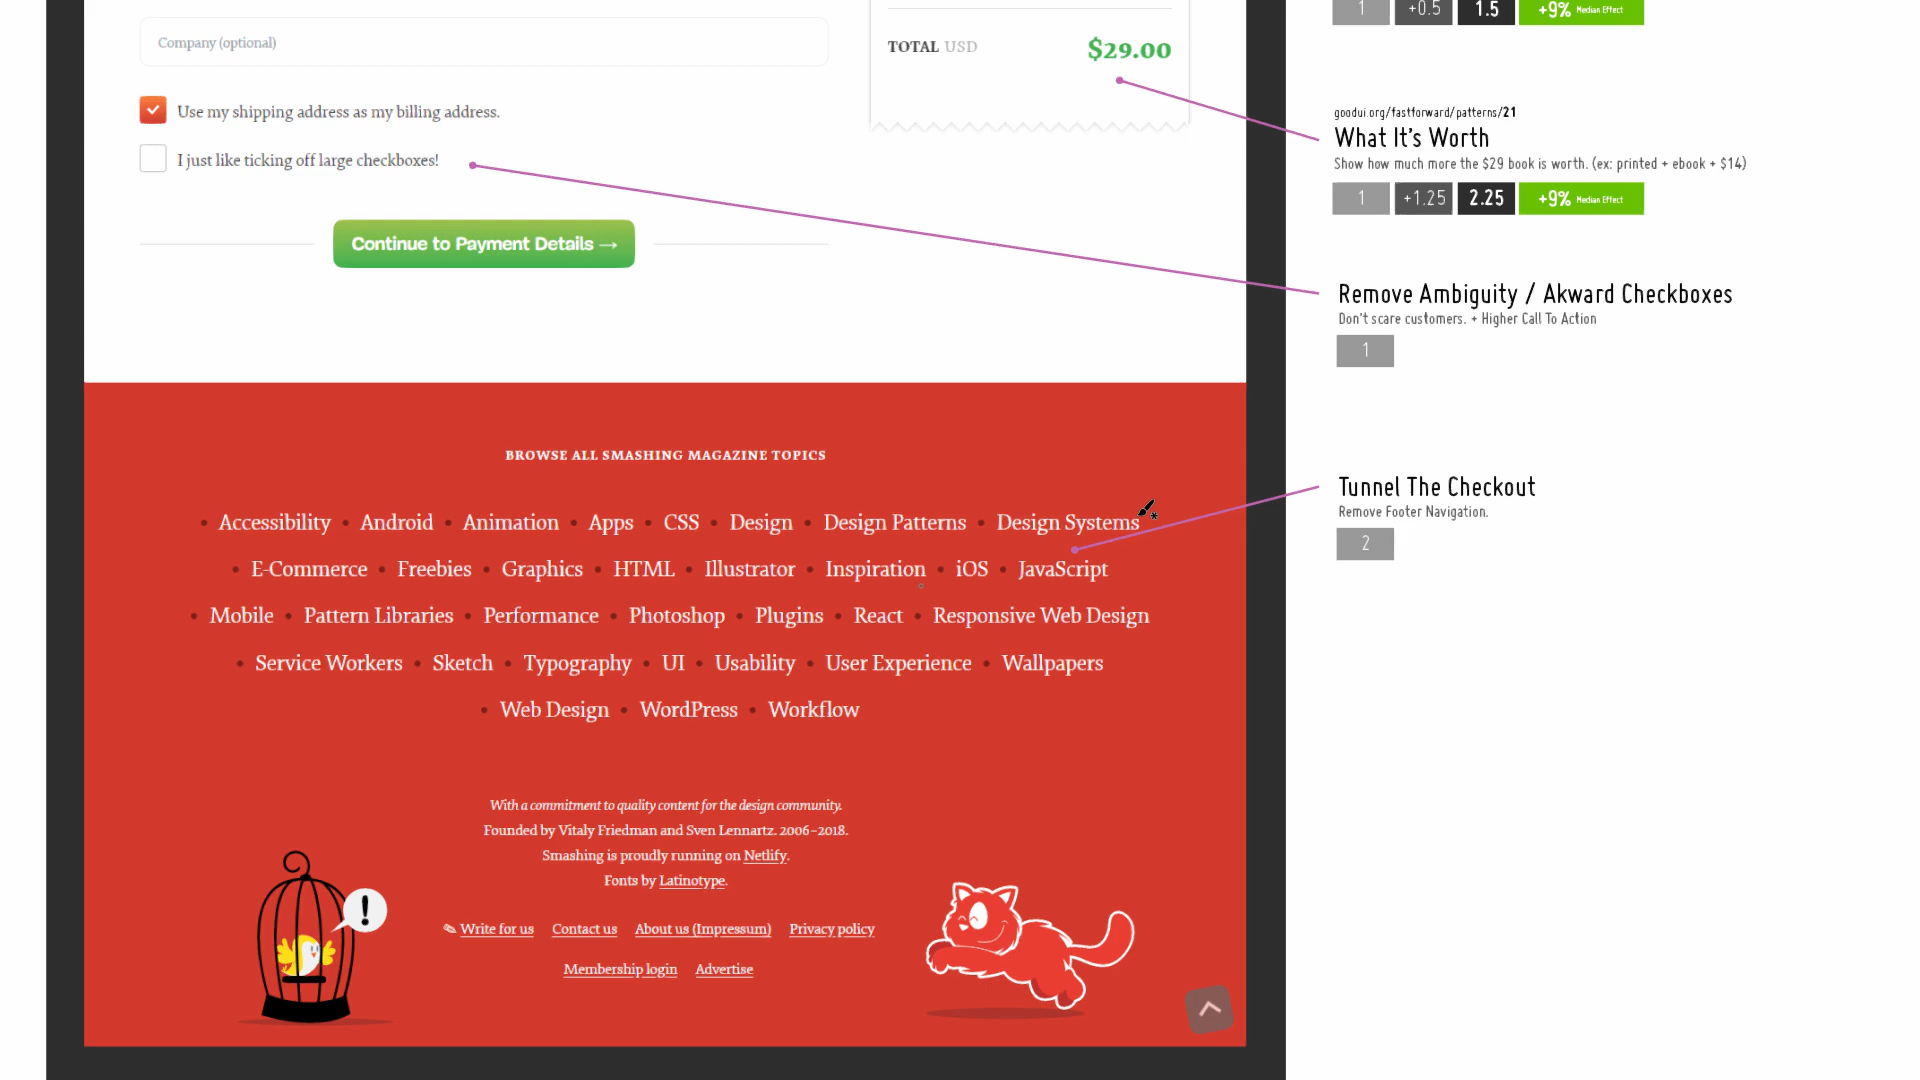 Company (optional)
TOTAL USD
$29.00
Use my shipping address as my billing address.
I just like ticking off large checkboxes!
Continue to Payment Details →
BROWSE ALL SMASHING MAGAZINE TOPICS
• Accessibility • Android • Animation • Apps • CSS • Design • Design Patterns • Design Systems
• E-Commerce • Freebies • Graphics • HTML • Illustrator • Inspiration • iOS • JavaScript
• Mobile • Pattern Libraries • Performance • Photoshop • Plugins • React • Responsive Web Design
• Service Workers • Sketch • Typography • UI • Usability • User Experience • Wallpapers
• Web Design • WordPress • Workflow
With a commitment to quality content for the design community.
Founded by Vitaly Friedman and Sven Lennartz. 2006–2018.
Smashing is proudly running on Netlify.
Fonts by Latinotype.
✎ Write for us Contact us About us (Impressum) Privacy policy
Membership login Advertise
!
1 +0.5 1.5 +9% Median Effect
goodui.org/fastforward/patterns/21
What It's Worth
Show how much more the $29 book is worth. (ex: printed + ebook + $14)
1 +1.25 2.25 +9% Median Effect
Remove Ambiguity / Akward Checkboxes
Don't scare customers. + Higher Call To Action
1
Tunnel The Checkout
Remove Footer Navigation.
2